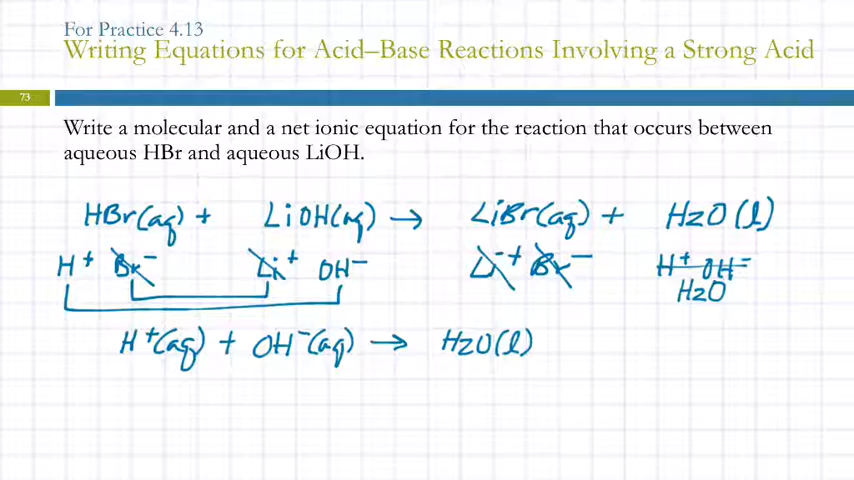 For Practice 4.13
Writing Equations for Acid–Base Reactions Involving a Strong Acid
73
Write a molecular and a net ionic equation for the reaction that occurs between
aqueous HBr and aqueous LiOH.
HBr(aq) + LiOH(aq) → LiBr(aq) + H2O(l)
H+ Br− Li+ OH− Li+ Br− H+ OH−
H2O
H+(aq) + OH−(aq) → H2O(l)